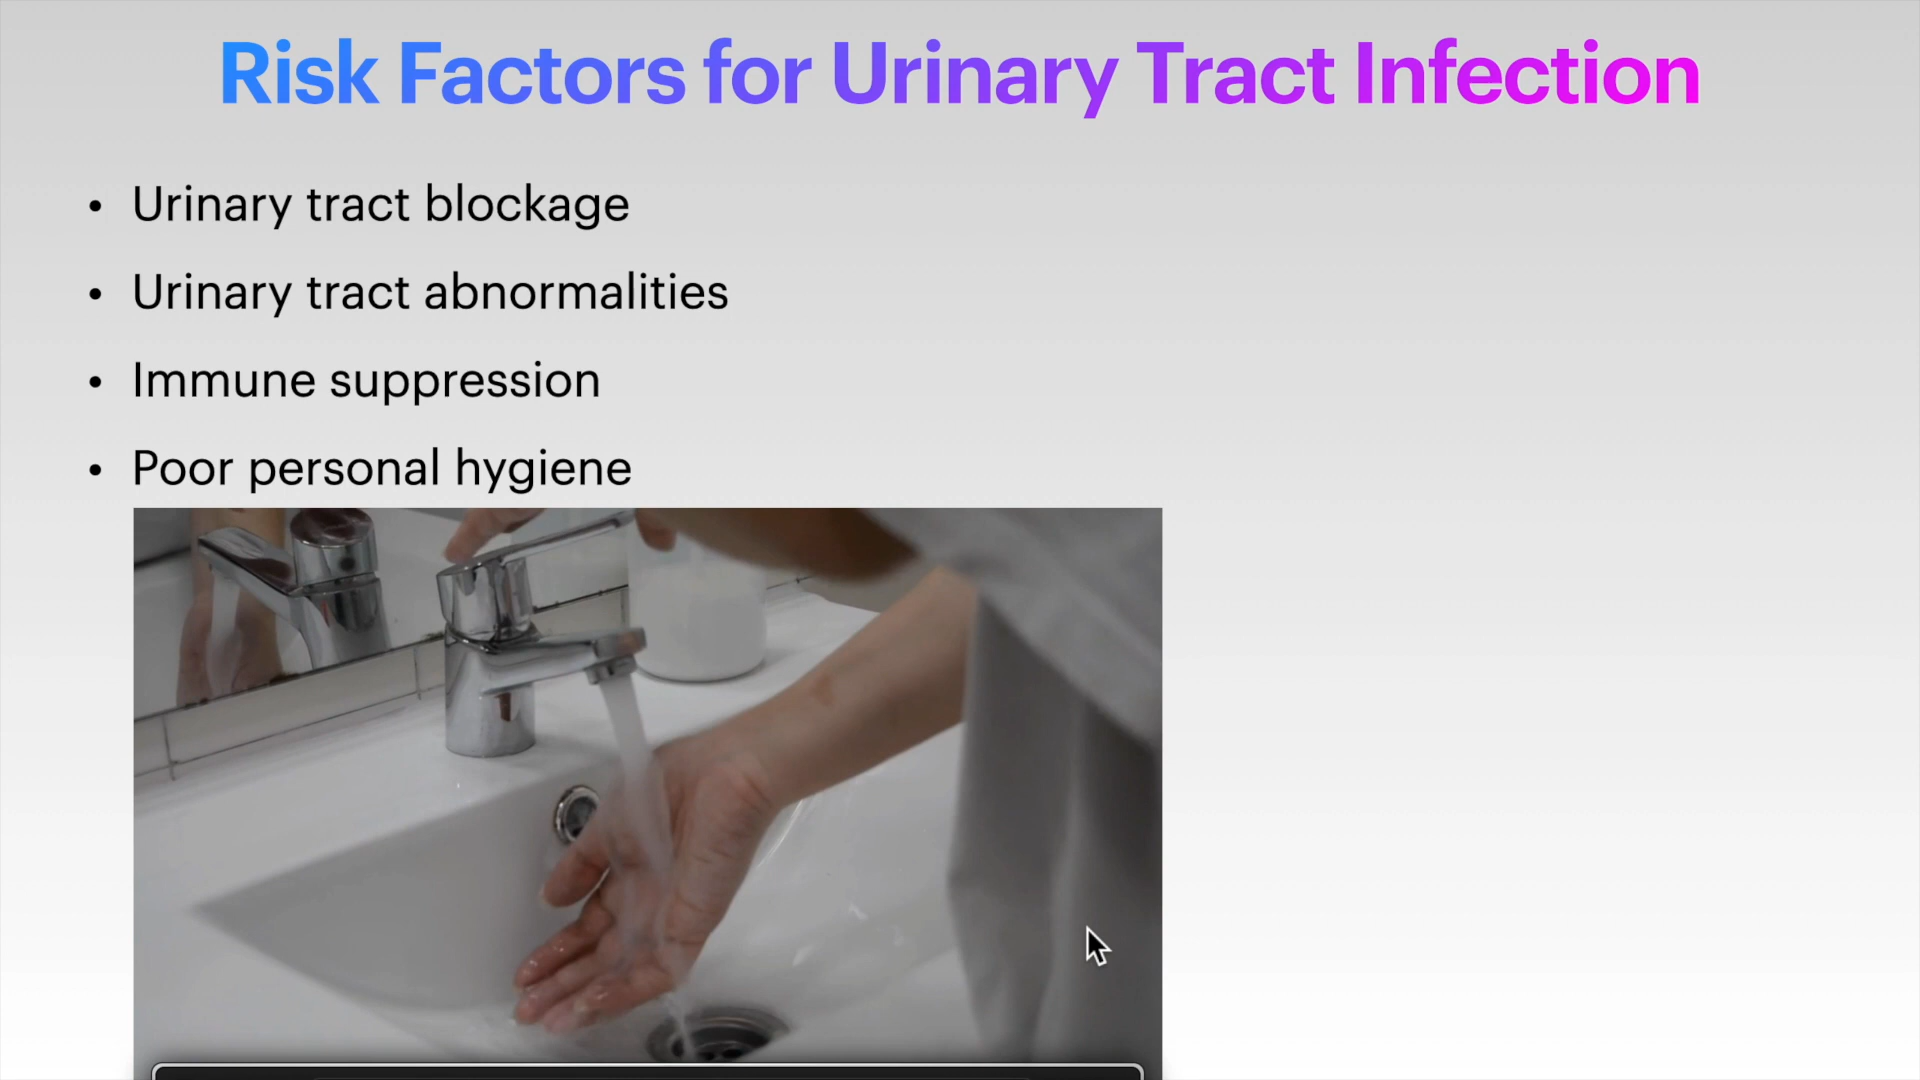 Risk Factors for Urinary Tract Infection
• Urinary tract blockage
• Urinary tract abnormalities
• Immune suppression
• Poor personal hygiene